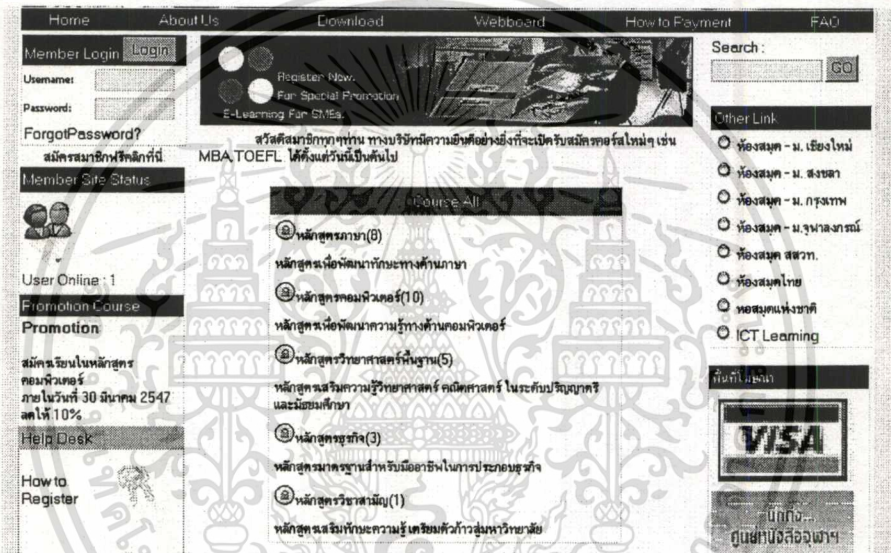 Home About Us Download Webboard How to Payment FAQ
Member Login Login
Username:
Password:
ForgotPassword?
สมัครสมาชิกฟรีคลิกที่นี่
Member Site Status
User Online : 1
Promotion Course
Promotion
สมัครเรียนในหลักสูตร
คอมพิวเตอร์
ภายในวันที่ 30 มีนาคม 2547
ลดให้ 10%
Help Desk
How to
Register
Register Now.
For Special Promotion
E-Learning For SMEs.
สวัสดีสมาชิกทุกๆท่าน ทางบริษัทมีความยินดีอย่างยิ่งที่จะเปิดรับสมัครคอร์สใหม่ๆ เช่น
MBA,TOEFL ได้ตั้งแต่วันนี้เป็นต้นไป
Course All
หลักสูตรภาษา(8)
หลักสูตรเพื่อพัฒนาทักษะทางด้านภาษา
หลักสูตรคอมพิวเตอร์(10)
หลักสูตรเพื่อพัฒนาความรู้ทางด้านคอมพิวเตอร์
หลักสูตรวิทยาศาสตร์พื้นฐาน(5)
หลักสูตรเสริมความรู้วิทยาศาสตร์ คณิตศาสตร์ ในระดับปริญญาตรี
และมัธยมศึกษา
หลักสูตรธุรกิจ(3)
หลักสูตรมาตรฐานสำหรับมืออาชีพในการประกอบธุรกิจ
หลักสูตรวิชาสามัญ(1)
หลักสูตรเสริมทักษะความรู้ เตรียมตัวก้าวสู่มหาวิทยาลัย
Search :
GO
Other Link
ห้องสมุด - ม. เชียงใหม่
ห้องสมุด - ม. สงขลา
ห้องสมุด - ม. กรุงเทพ
ห้องสมุด - ม.จุฬาลงกรณ์
ห้องสมุด สสวท.
ห้องสมุดไทย
หอสมุดแห่งชาติ
ICT Learning
พื้นที่โฆษณา
VISA
นึกถึง...
ศูนย์หนังสือจุฬาฯ